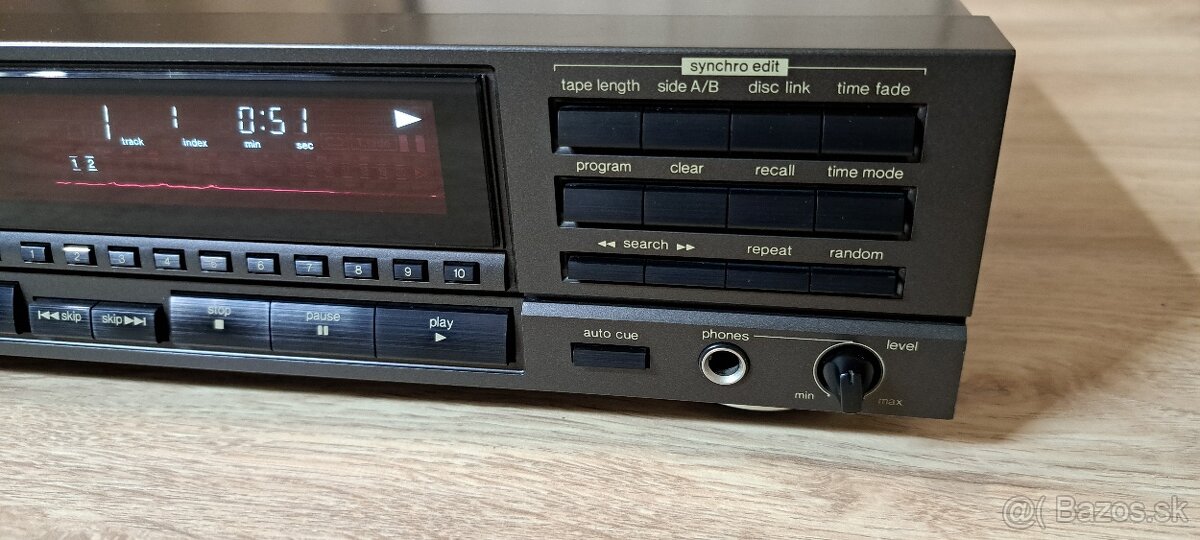 synchro edit
tape length side A/B disc link time fade
1 1 0:51
track index min sec
1 2
program clear recall time mode
◀◀ search ▶▶ repeat random
1 2 3 4 5 6 7 8 9 10
skip skip stop pause play
auto cue phones level
min max
@( Bazos.sk